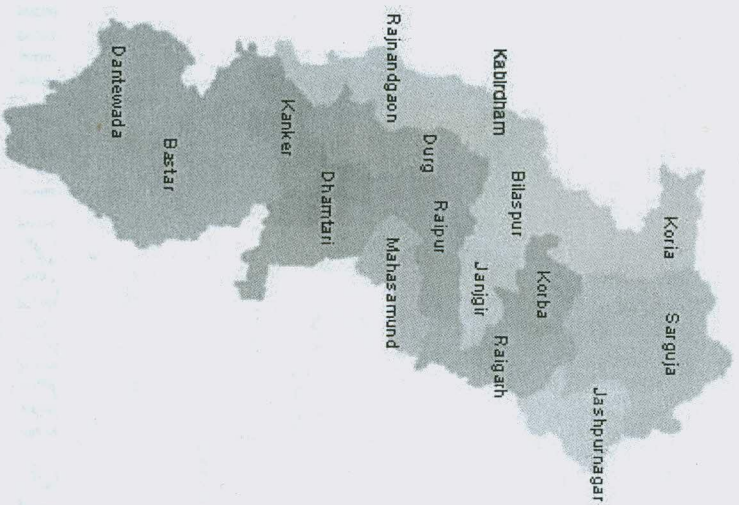 Koria
Sarguja
Jashpurnagar
Korba
Bilaspur
Kabirdham
Janjgir
Raigarh
Rajnandgaon
Durg
Raipur
Mahasamund
Dhamtari
Kanker
Bastar
Dantewada